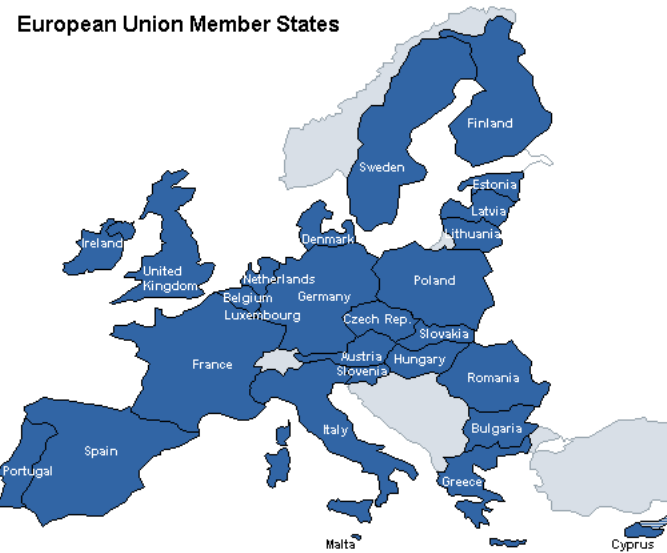 European Union Member States
Finland
Sweden
Estonia
Latvia
Lithuania
Ireland
Denmark
United
Kingdom
Netherlands
Belgium
Germany
Luxembourg
Poland
Czech Rep.
Slovakia
France
Austria
Hungary
Slovenia
Romania
Italy
Bulgaria
Spain
Portugal
Greece
Malta
Cyprus